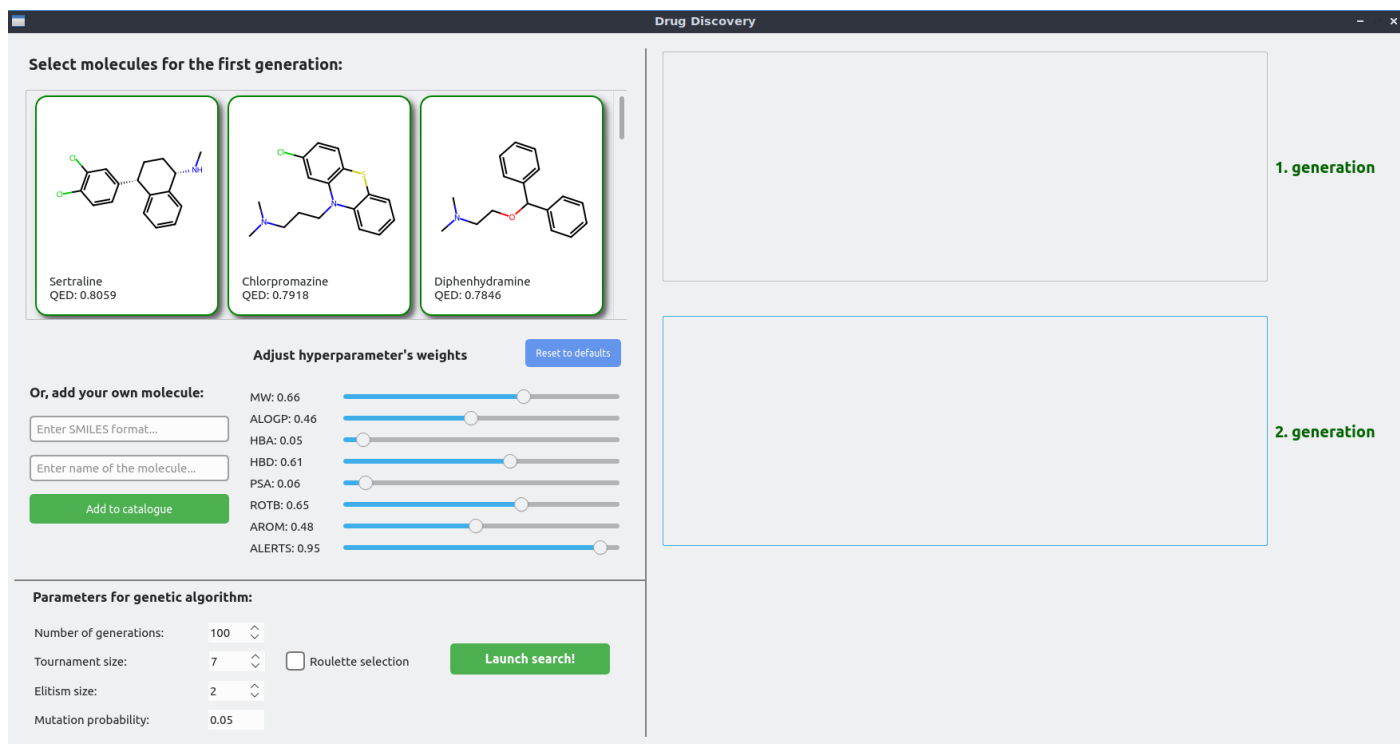 Drug Discovery
Select molecules for the first generation:
Cl
Cl
NH
Sertraline
QED: 0.8059
Cl
S
N
N
Chlorpromazine
QED: 0.7918
N
O
Diphenhydramine
QED: 0.7846
Adjust hyperparameter's weights
Reset to defaults
Or, add your own molecule:
Enter SMILES format...
Enter name of the molecule...
Add to catalogue
MW: 0.66
ALOGP: 0.46
HBA: 0.05
HBD: 0.61
PSA: 0.06
ROTB: 0.65
AROM: 0.48
ALERTS: 0.95
Parameters for genetic algorithm:
Number of generations: 100
Tournament size: 7
Roulette selection
Elitism size: 2
Mutation probability: 0.05
Launch search!
1. generation
2. generation